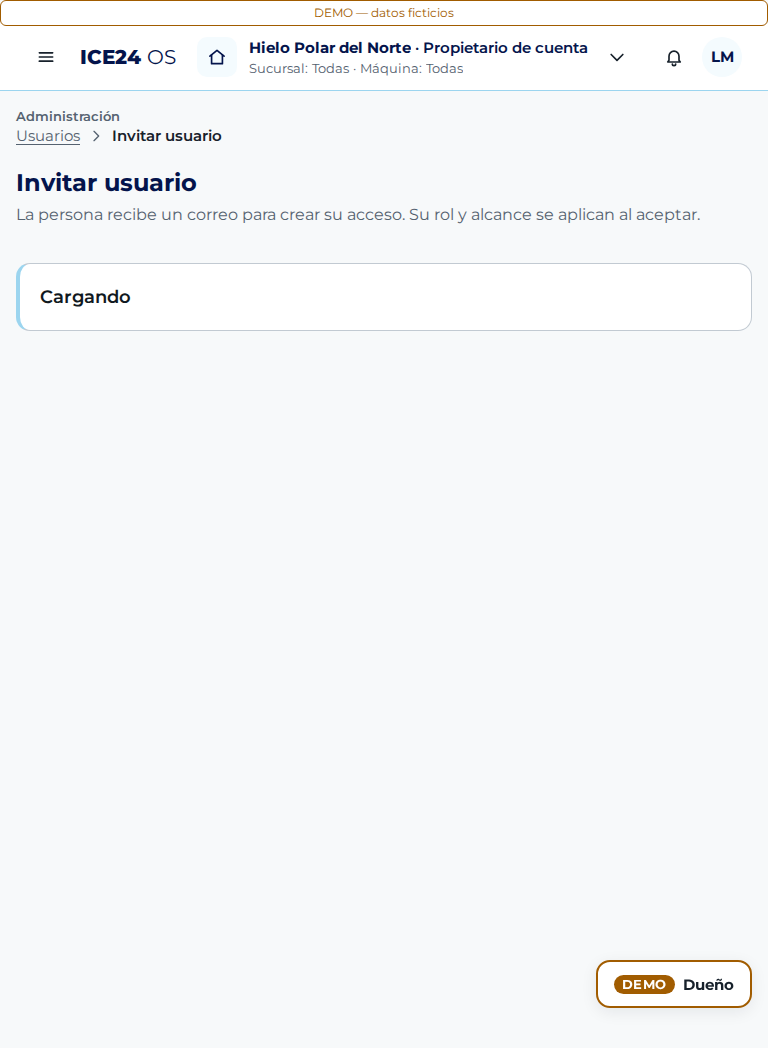 DEMO — datos ficticios
ICE24 OS
Hielo Polar del Norte · Propietario de cuenta
Sucursal: Todas · Máquina: Todas
LM
Administración
Usuarios > Invitar usuario
Invitar usuario
La persona recibe un correo para crear su acceso. Su rol y alcance se aplican al aceptar.
Cargando
DEMO Dueño